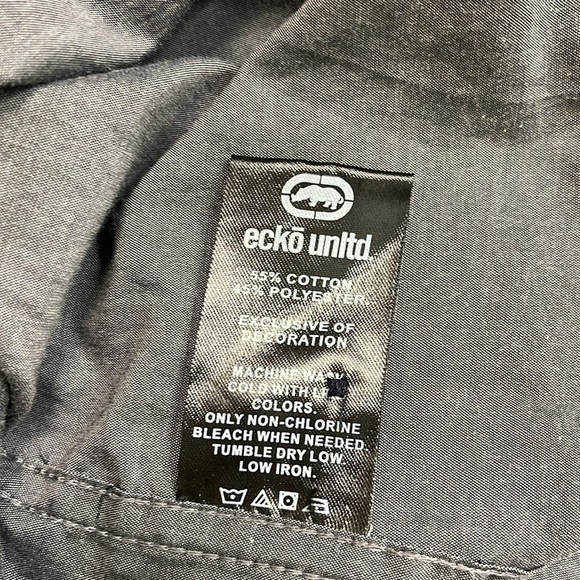 eckō unltd.
55% COTTON
45% POLYESTER.
EXCLUSIVE OF
DECORATION
MACHINE
COLD WITH
COLORS.
ONLY NON-CHLORINE
BLEACH WHEN NEEDED.
TUMBLE DRY LOW.
LOW IRON.